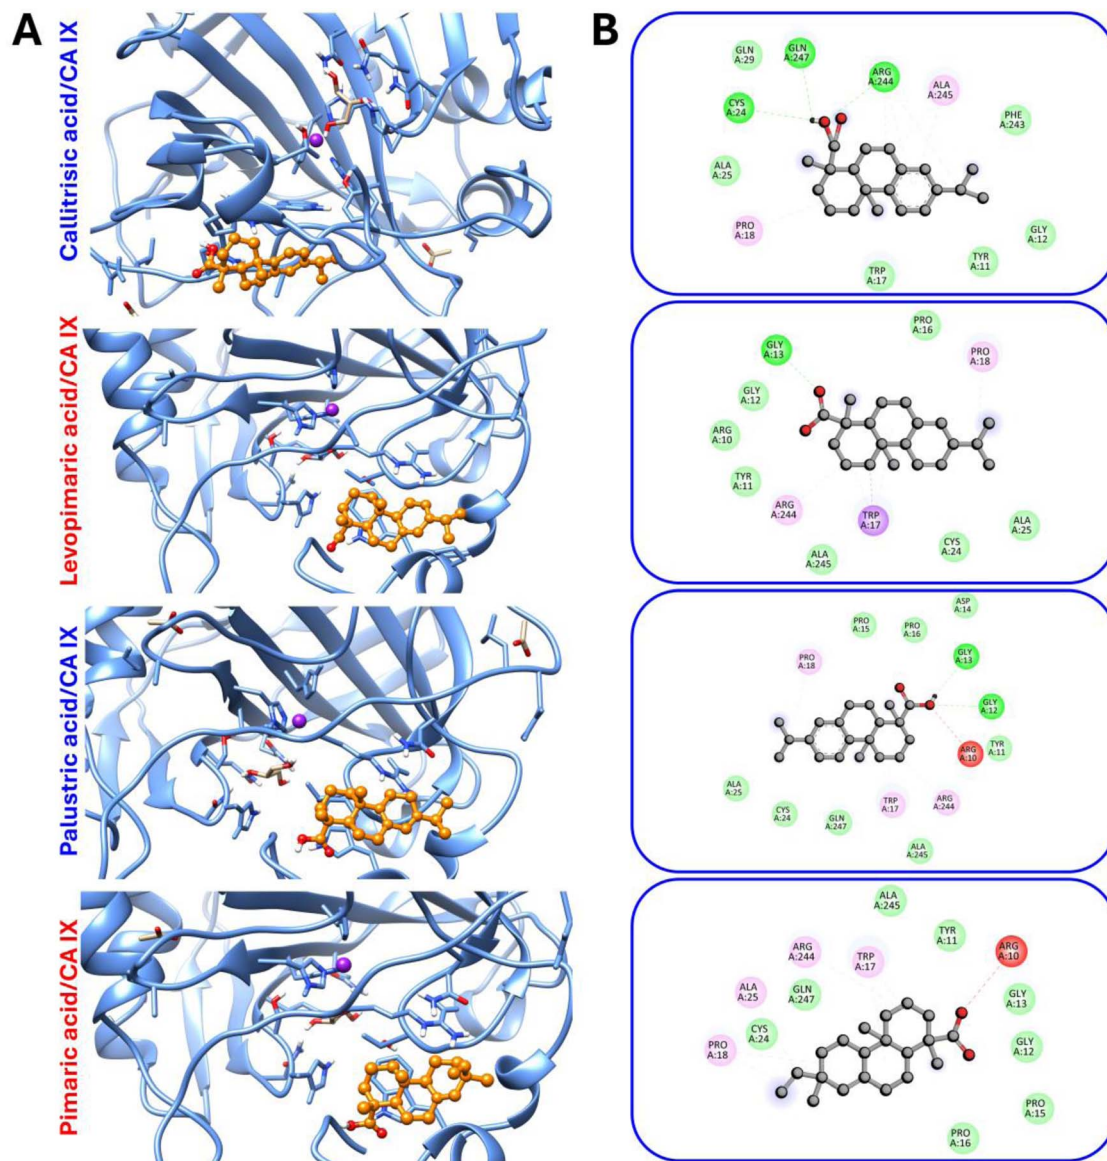 A
B
Callitrisic acid/CA IX
GLN
A:29
GLN
A:247
ARG
A:244
ALA
A:245
CYS
A:24
PHE
A:243
ALA
A:25
PRO
A:18
GLY
A:12
TYR
A:11
TRP
A:17
Levopimaric acid/CA IX
PRO
A:16
GLY
A:13
PRO
A:18
GLY
A:12
ARG
A:10
TYR
A:11
ARG
A:244
TRP
A:17
ALA
A:25
CYS
A:24
ALA
A:245
Palustric acid/CA IX
ASP
A:14
PRO
A:15
PRO
A:16
GLY
A:13
PRO
A:18
GLY
A:12
ARG
A:10
TYR
A:11
ALA
A:25
CYS
A:24
GLN
A:247
TRP
A:17
ARG
A:244
ALA
A:245
Pimaric acid/CA IX
ALA
A:245
TYR
A:11
ARG
A:10
ARG
A:244
TRP
A:17
ALA
A:25
GLN
A:247
GLY
A:13
CYS
A:24
PRO
A:18
GLY
A:12
PRO
A:15
PRO
A:16